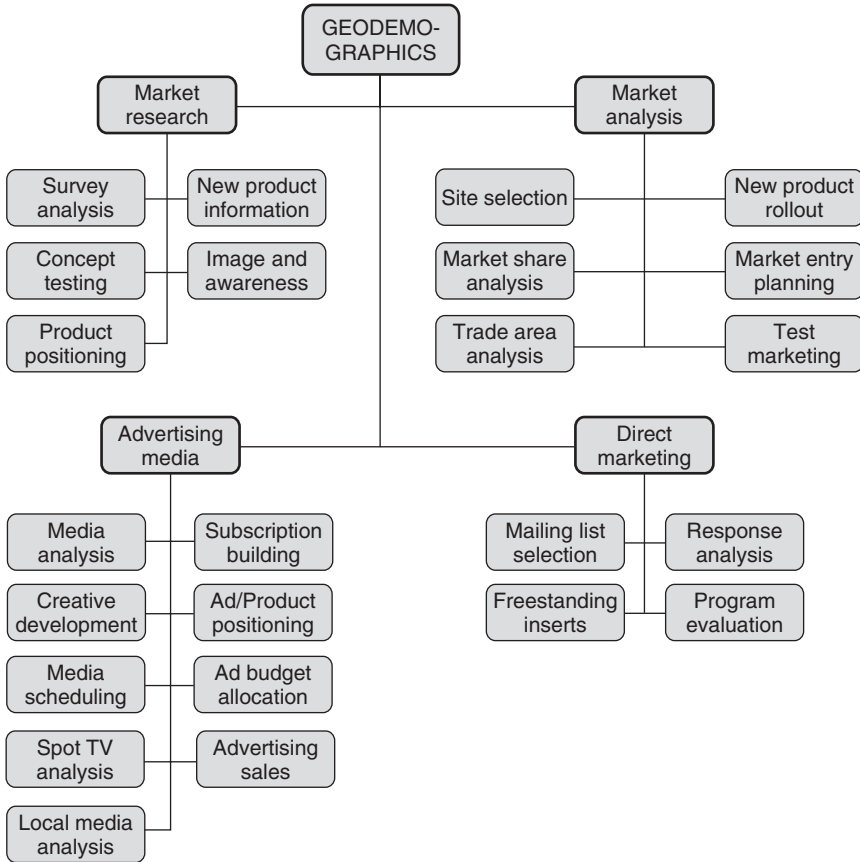 GEODEMO-
GRAPHICS
Market
research
Market
analysis
Survey
analysis
New product
information
Site selection
New product
rollout
Concept
testing
Image and
awareness
Market share
analysis
Market entry
planning
Product
positioning
Trade area
analysis
Test
marketing
Advertising
media
Direct
marketing
Media
analysis
Subscription
building
Mailing list
selection
Response
analysis
Creative
development
Ad/Product
positioning
Freestanding
inserts
Program
evaluation
Media
scheduling
Ad budget
allocation
Spot TV
analysis
Advertising
sales
Local media
analysis